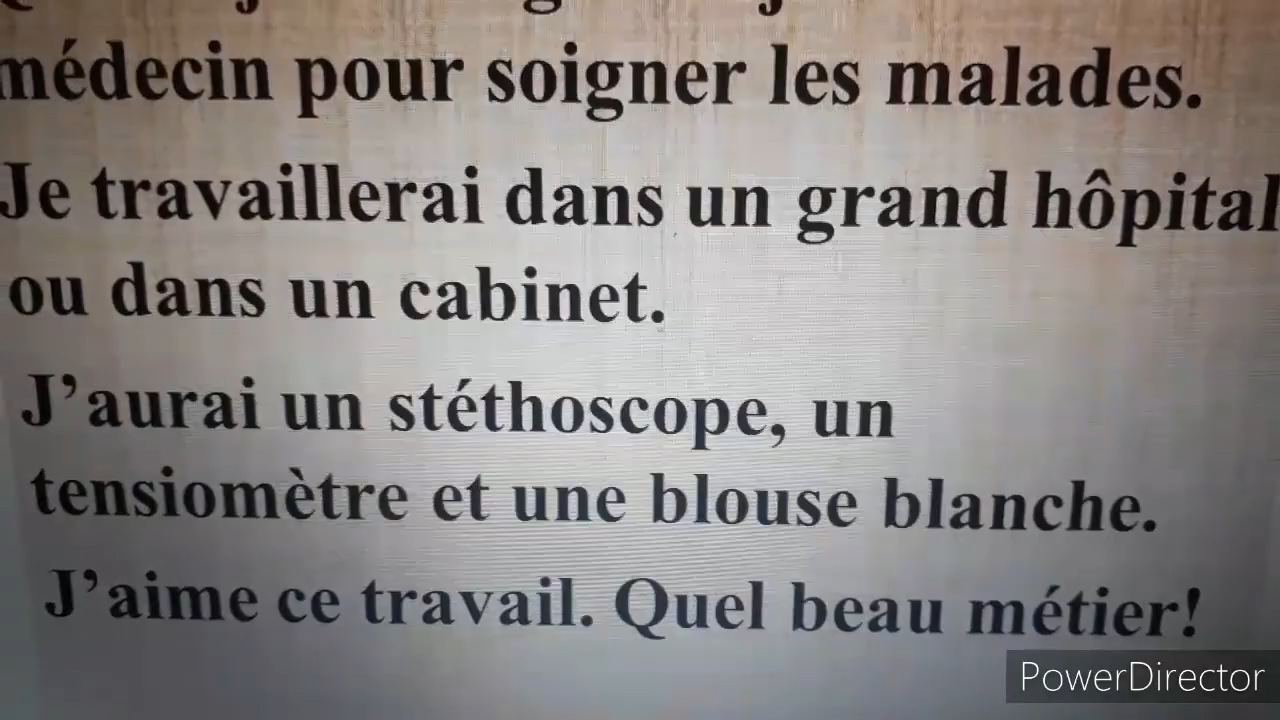 médecin pour soigner les malades.
Je travaillerai dans un grand hôpital
ou dans un cabinet.
J’aurai un stéthoscope, un
tensiomètre et une blouse blanche.
J’aime ce travail. Quel beau métier!
PowerDirector